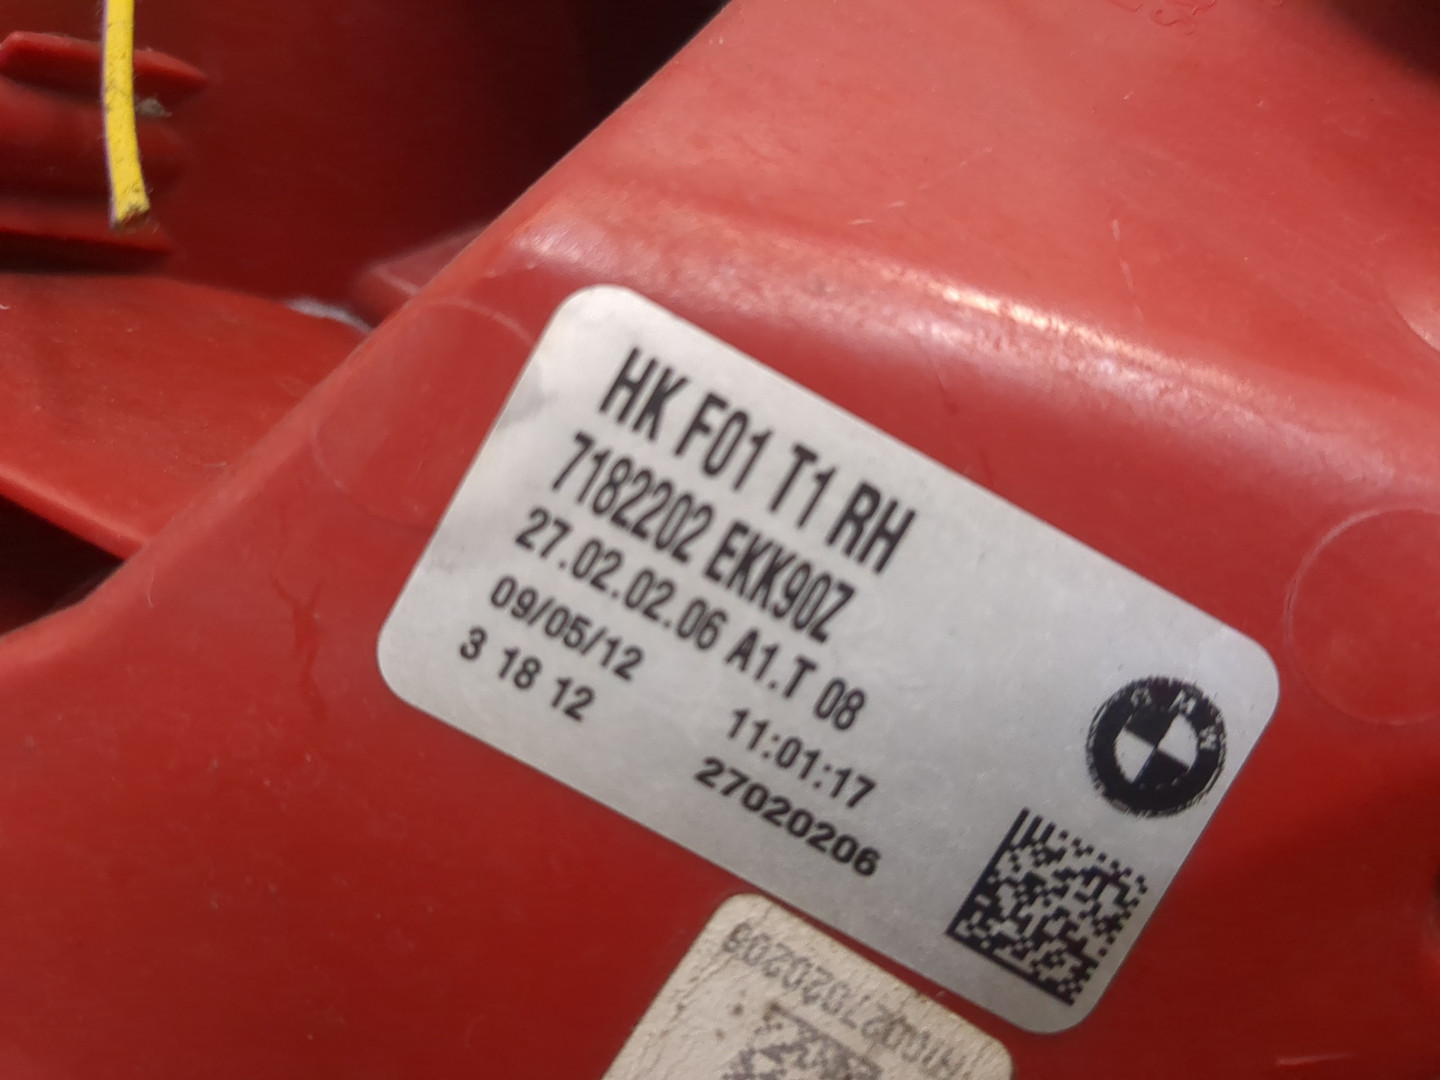 HK F01 T1 RH
7182202 EKK90Z
27.02.02.06 A1.T 08
09/05/12 11:01:17
3 18 12 27020206
BMW